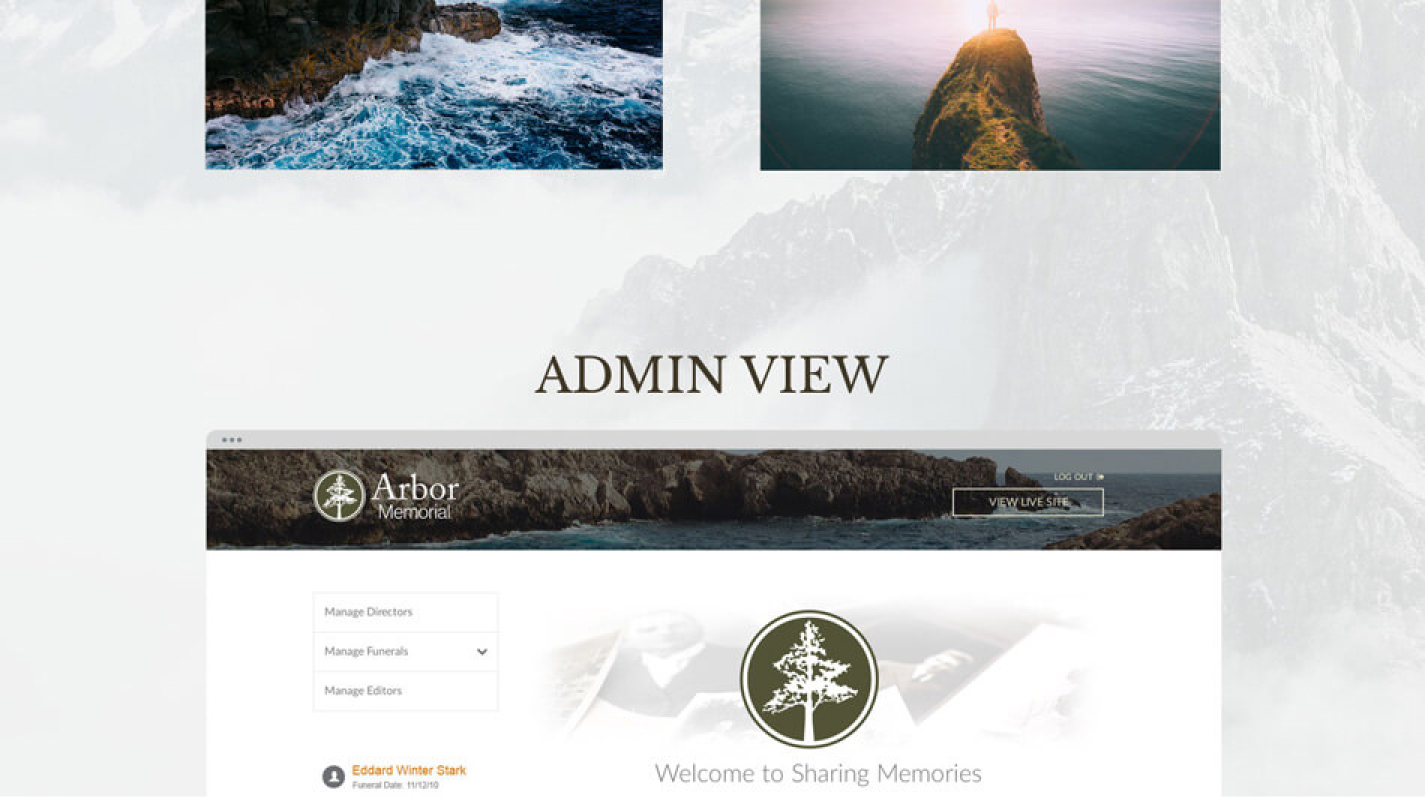 ADMIN VIEW
Arbor
Memorial
LOG OUT
VIEW LIVE SITE
Manage Directors
Manage Funerals
Manage Editors
Eddard Winter Stark
Funeral Date: 11/12/10
Welcome to Sharing Memories